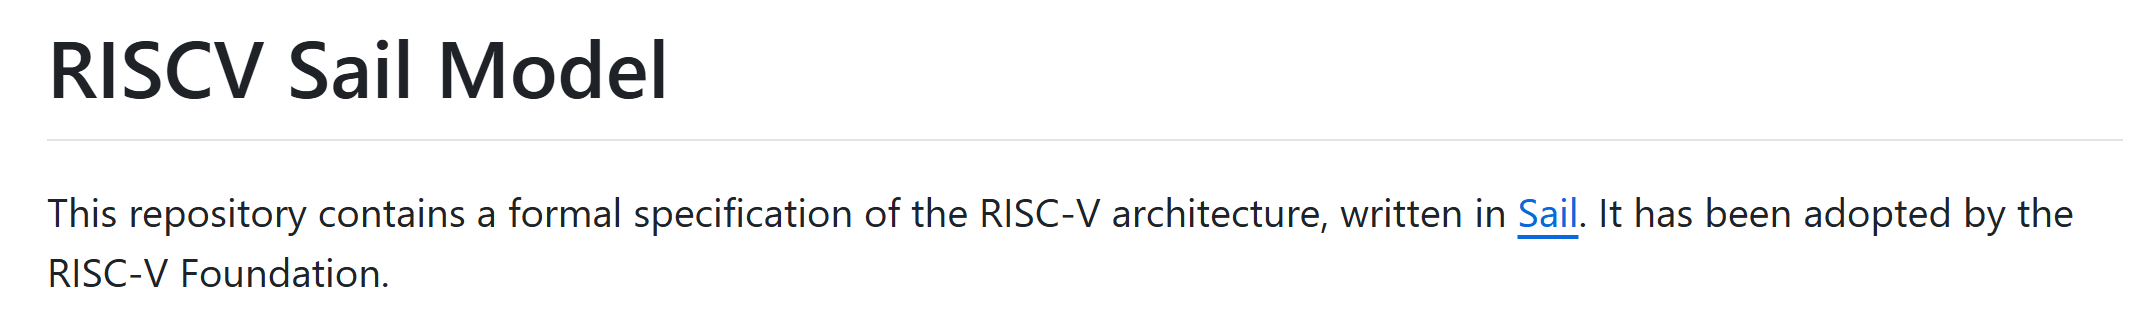 RISCV Sail Model
This repository contains a formal specification of the RISC-V architecture, written in Sail. It has been adopted by the
RISC-V Foundation.